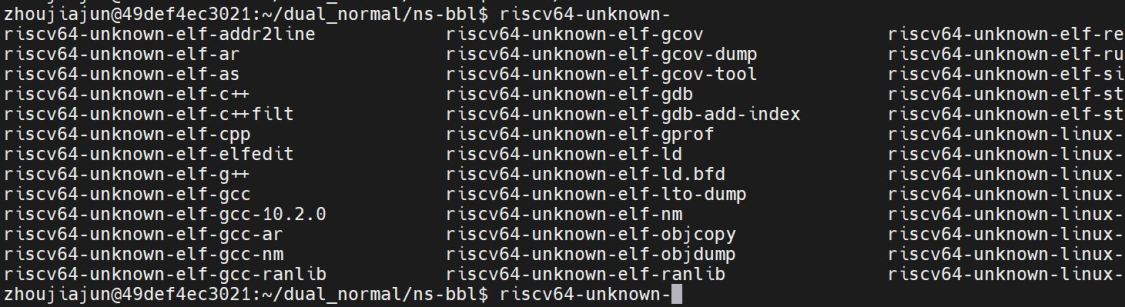 zhoujiajun@49def4ec3021:~/dual_normal/ns-bbl$ riscv64-unknown-
riscv64-unknown-elf-addr2line riscv64-unknown-elf-gcov riscv64-unknown-elf-re
riscv64-unknown-elf-ar riscv64-unknown-elf-gcov-dump riscv64-unknown-elf-ru
riscv64-unknown-elf-as riscv64-unknown-elf-gcov-tool riscv64-unknown-elf-si
riscv64-unknown-elf-c++ riscv64-unknown-elf-gdb riscv64-unknown-elf-st
riscv64-unknown-elf-c++filt riscv64-unknown-elf-gdb-add-index riscv64-unknown-elf-st
riscv64-unknown-elf-cpp riscv64-unknown-elf-gprof riscv64-unknown-linux-
riscv64-unknown-elf-elfedit riscv64-unknown-elf-ld riscv64-unknown-linux-
riscv64-unknown-elf-g++ riscv64-unknown-elf-ld.bfd riscv64-unknown-linux-
riscv64-unknown-elf-gcc riscv64-unknown-elf-lto-dump riscv64-unknown-linux-
riscv64-unknown-elf-gcc-10.2.0 riscv64-unknown-elf-nm riscv64-unknown-linux-
riscv64-unknown-elf-gcc-ar riscv64-unknown-elf-objcopy riscv64-unknown-linux-
riscv64-unknown-elf-gcc-nm riscv64-unknown-elf-objdump riscv64-unknown-linux-
riscv64-unknown-elf-gcc-ranlib riscv64-unknown-elf-ranlib riscv64-unknown-linux-
zhoujiajun@49def4ec3021:~/dual_normal/ns-bbl$ riscv64-unknown-